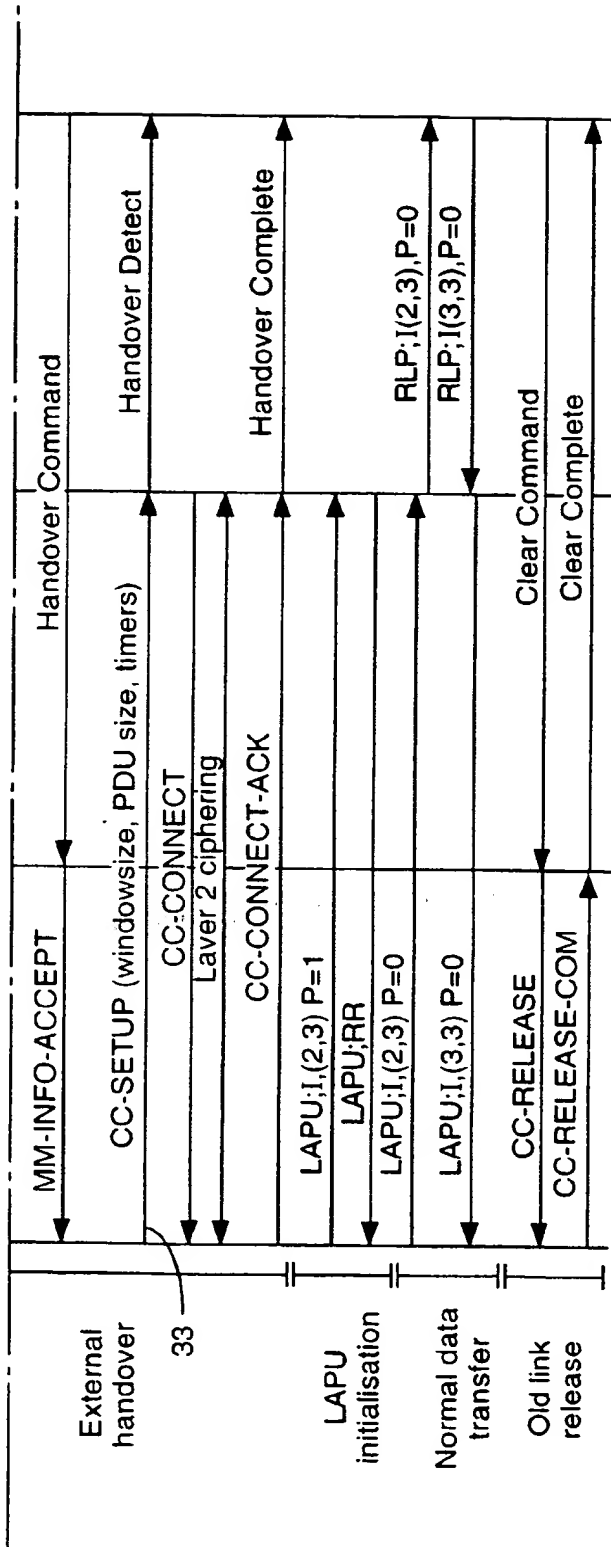 External
handover
33
LAPU
initialisation
Normal data
transfer
Old link
release
MM-INFO-ACCEPT
Handover Command
CC-SETUP (windowsize, PDU size, timers)
Handover Detect
CC-CONNECT
Laver 2 ciphering
CC-CONNECT-ACK
Handover Complete
LAPU;I,(2,3) P=1
LAPU;RR
LAPU;I,(2,3) P=0
RLP;I(2,3),P=0
LAPU;I,(3,3) P=0
RLP;I(3,3),P=0
CC-RELEASE
Clear Command
CC-RELEASE-COM
Clear Complete